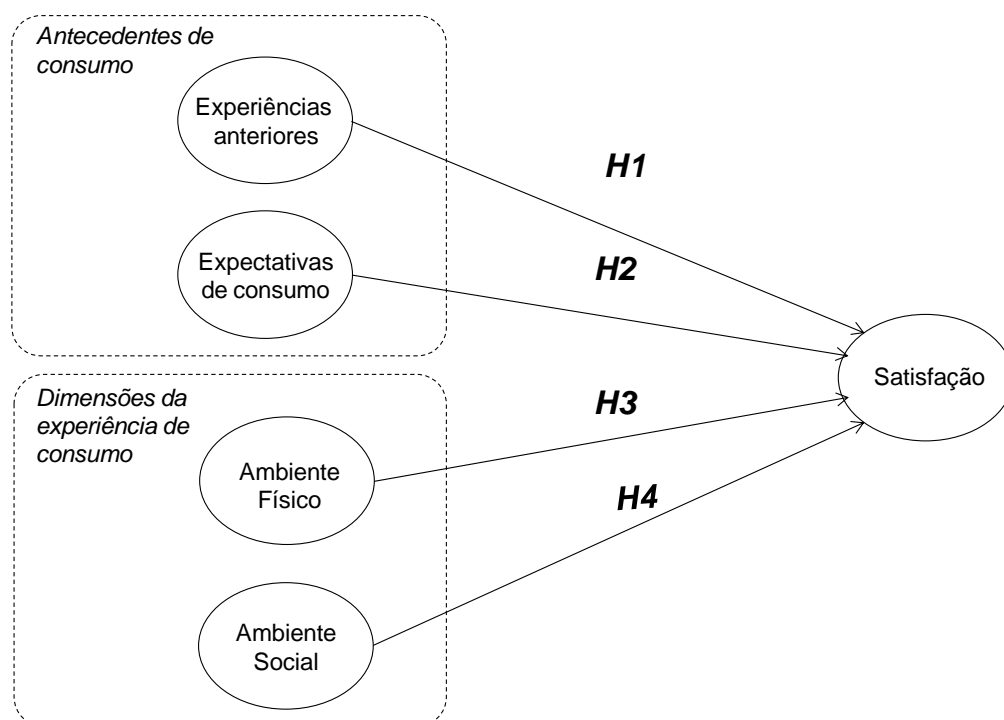 Antecedentes de
consumo
Experiências
anteriores
H1
Expectativas
de consumo
H2
Satisfação
Dimensões da
experiência de
consumo
H3
Ambiente
Físico
H4
Ambiente
Social